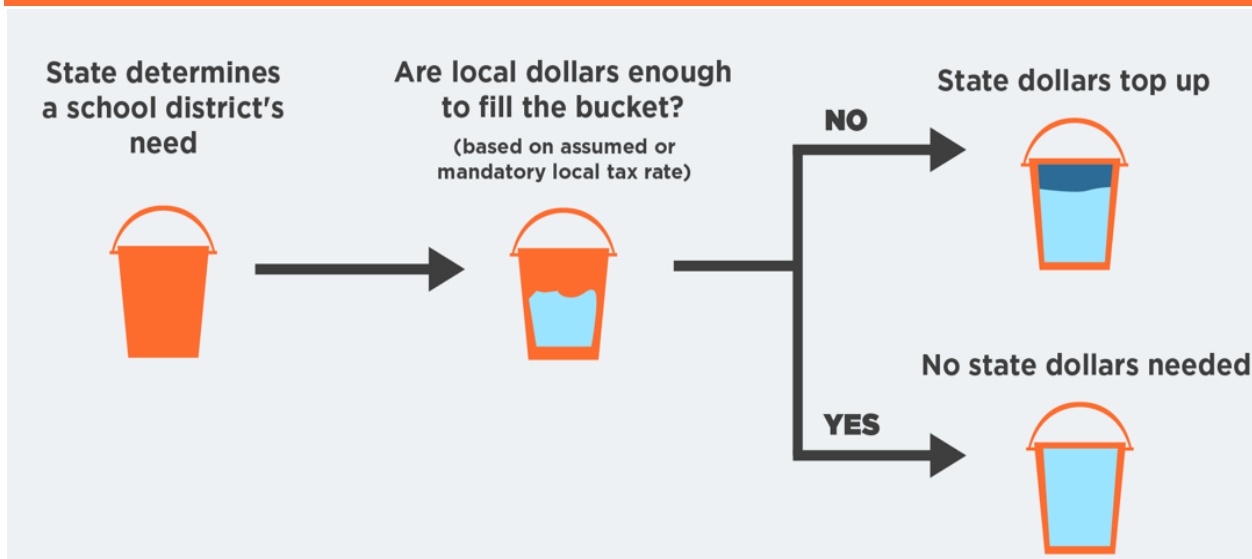 State determines
a school district's
need
Are local dollars enough
to fill the bucket?
(based on assumed or
mandatory local tax rate)
NO
State dollars top up
YES
No state dollars needed